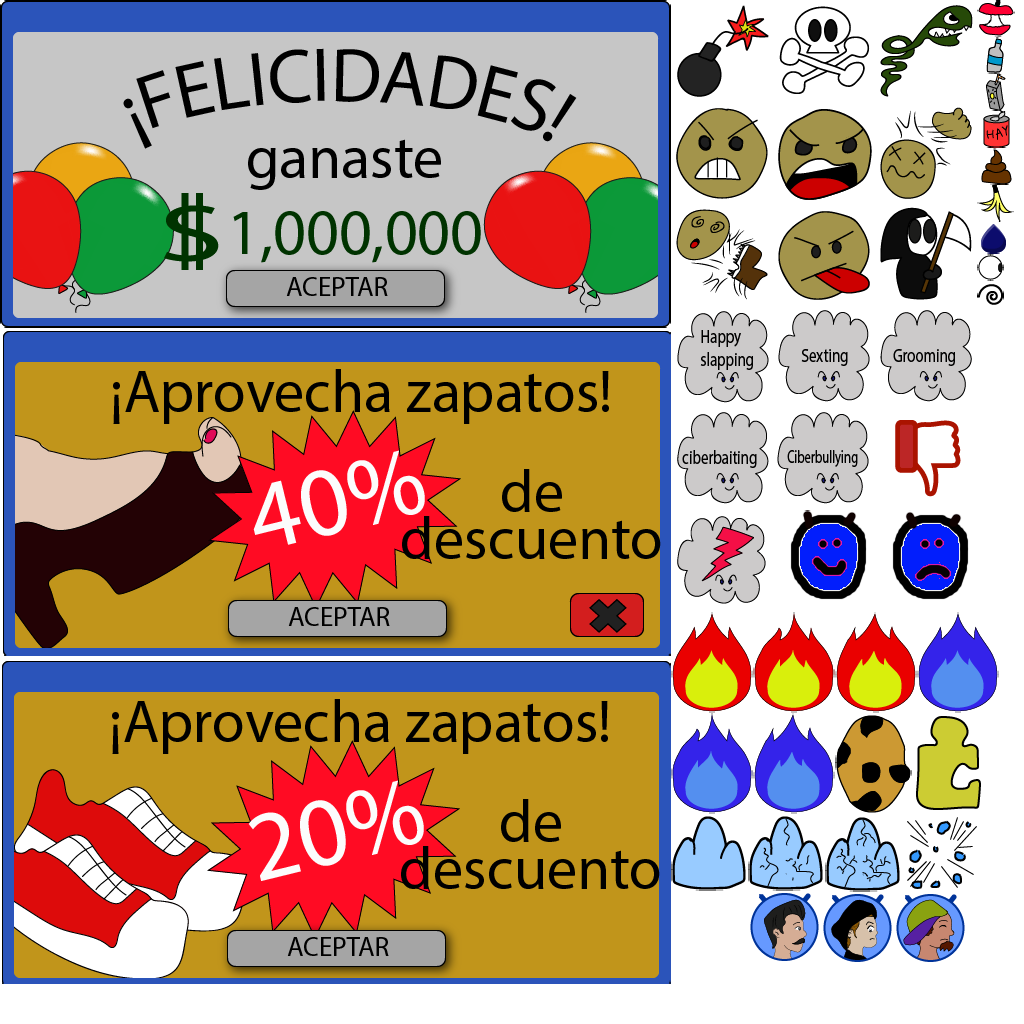 ¡FELICIDADES!
ganaste
$ 1,000,000
ACEPTAR
¡Aprovecha zapatos!
40%
de
descuento
ACEPTAR
¡Aprovecha zapatos!
20%
de
descuento
ACEPTAR
HAY
Happy
slapping
Sexting
Grooming
ciberbaiting
Ciberbullying